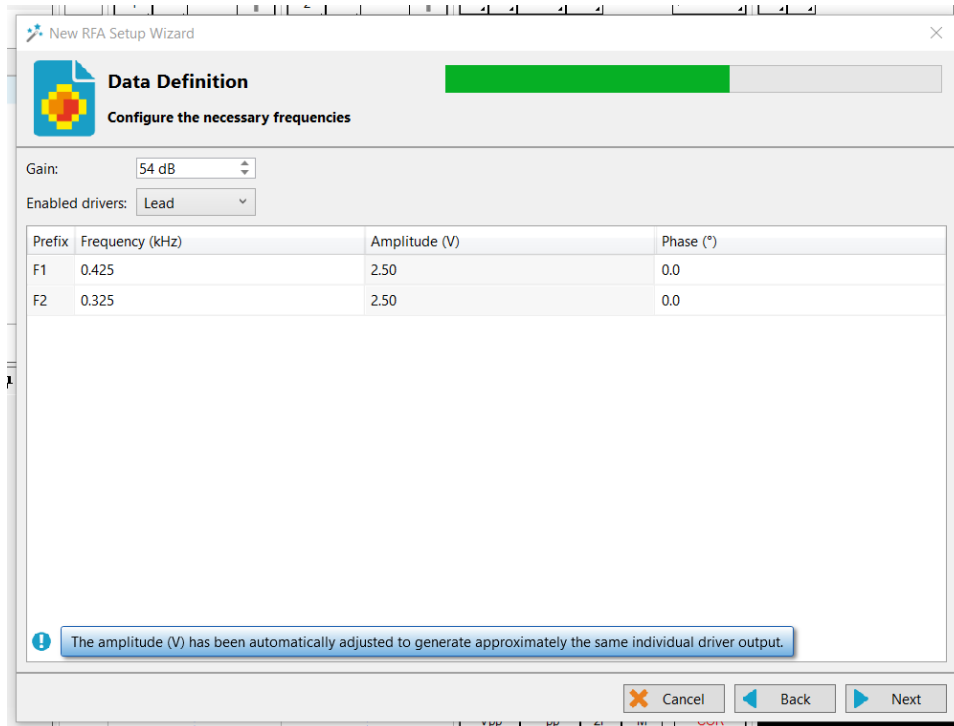 New RFA Setup Wizard
Data Definition
Configure the necessary frequencies
Gain: 54 dB
Enabled drivers: Lead
Prefix Frequency (kHz) Amplitude (V) Phase (°)
F1 0.425 2.50 0.0
F2 0.325 2.50 0.0
The amplitude (V) has been automatically adjusted to generate approximately the same individual driver output.
Cancel Back Next